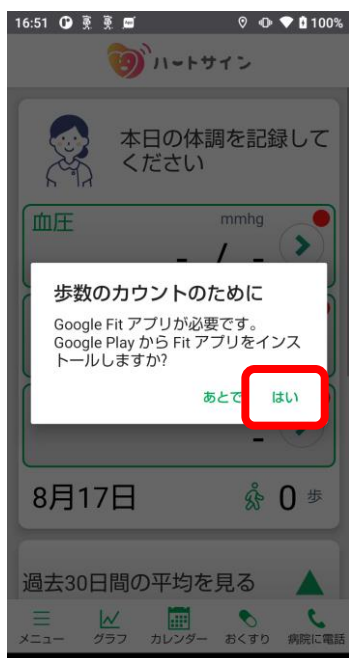 16:51
100%
ハートサイン
本日の体調を記録して
ください
血圧
mmhg
- / -
歩数のカウントのために
Google Fit アプリが必要です。
Google Play から Fit アプリをインス
トールしますか?
あとで
はい
-
8月17日
0 歩
過去30日間の平均を見る
メニュー
グラフ
カレンダー
おくすり
病院に電話